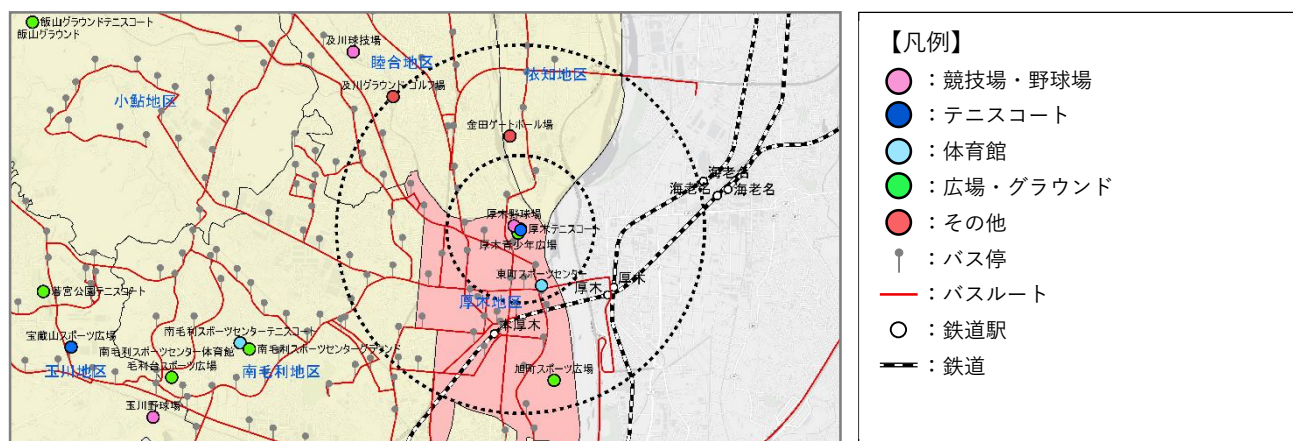 飯山グラウンドテニスコート
飯山グラウンド
及川球技場
睦合地区
依知地区
及川グラウンド・ゴルフ場
小鮎地区
金田ゲートボール場
海老名
海老名
海老名
厚木野球場
厚木テニスコート
厚木青少年広場
東町スポーツセンター
厚木
厚木
厚木地区
若宮公園テニスコート
本厚木
宝蔵山スポーツ広場
南毛利スポーツセンターテニスコート
南毛利スポーツセンター体育館
南毛利スポーツセンターグラウンド
毛利台スポーツ広場
玉川地区
南毛利地区
旭町スポーツ広場
玉川野球場
【凡例】
：競技場・野球場
：テニスコート
：体育館
：広場・グラウンド
：その他
：バス停
：バスルート
：鉄道駅
：鉄道